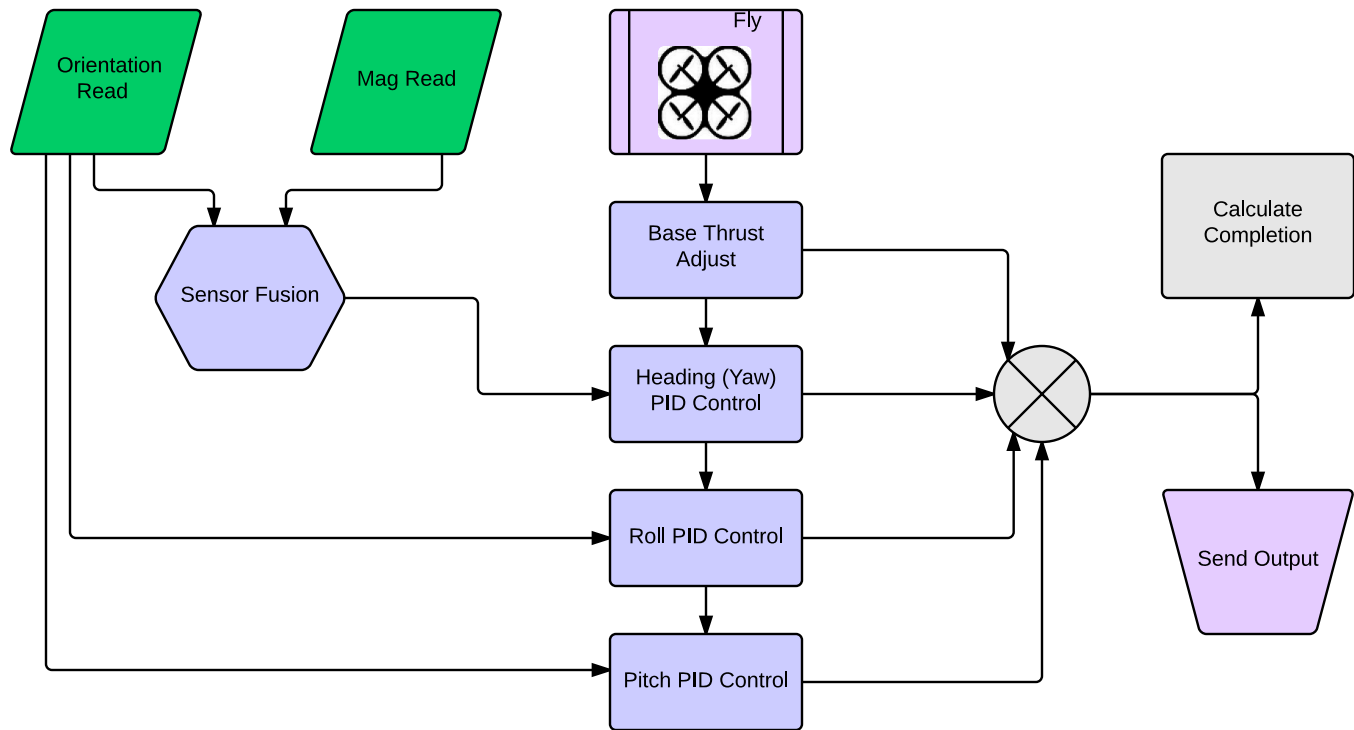 Orientation
Read
Mag Read
Fly
Base Thrust
Adjust
Calculate
Completion
Sensor Fusion
Heading (Yaw)
PID Control
Roll PID Control
Send Output
Pitch PID Control